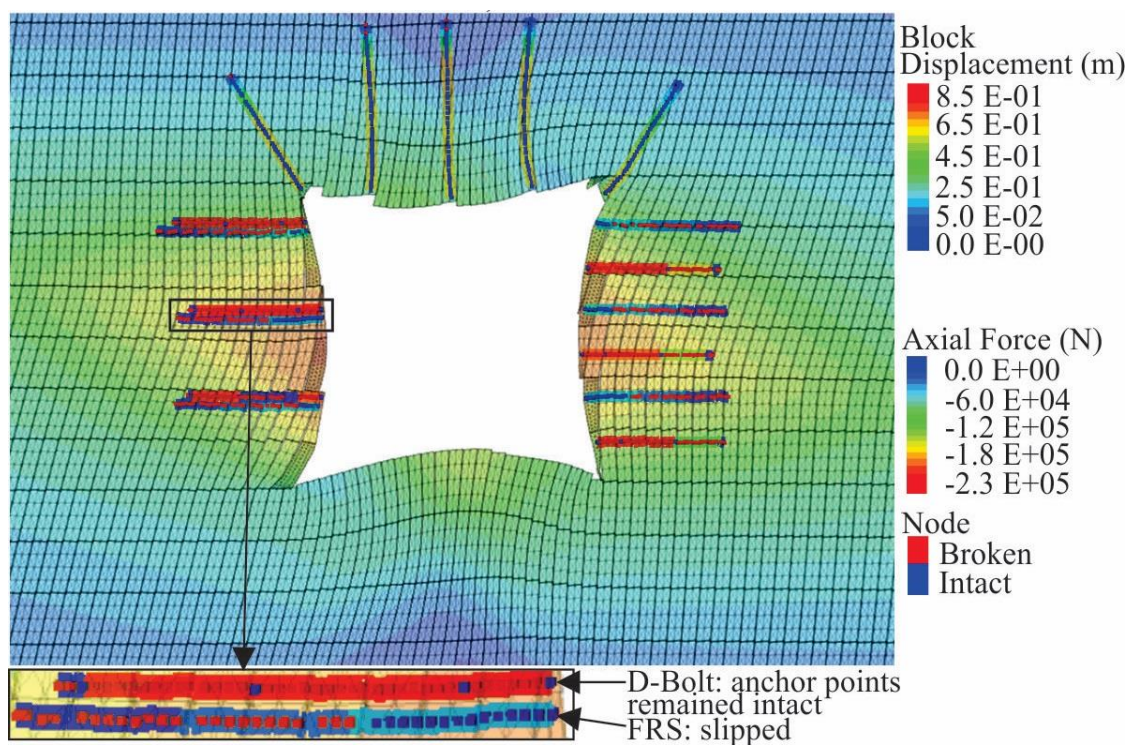 Block
Displacement (m)
8.5 E-01
6.5 E-01
4.5 E-01
2.5 E-01
5.0 E-02
0.0 E-00
Axial Force (N)
0.0 E+00
-6.0 E+04
-1.2 E+05
-1.8 E+05
-2.3 E+05
Node
Broken
Intact
D-Bolt: anchor points
remained intact
FRS: slipped